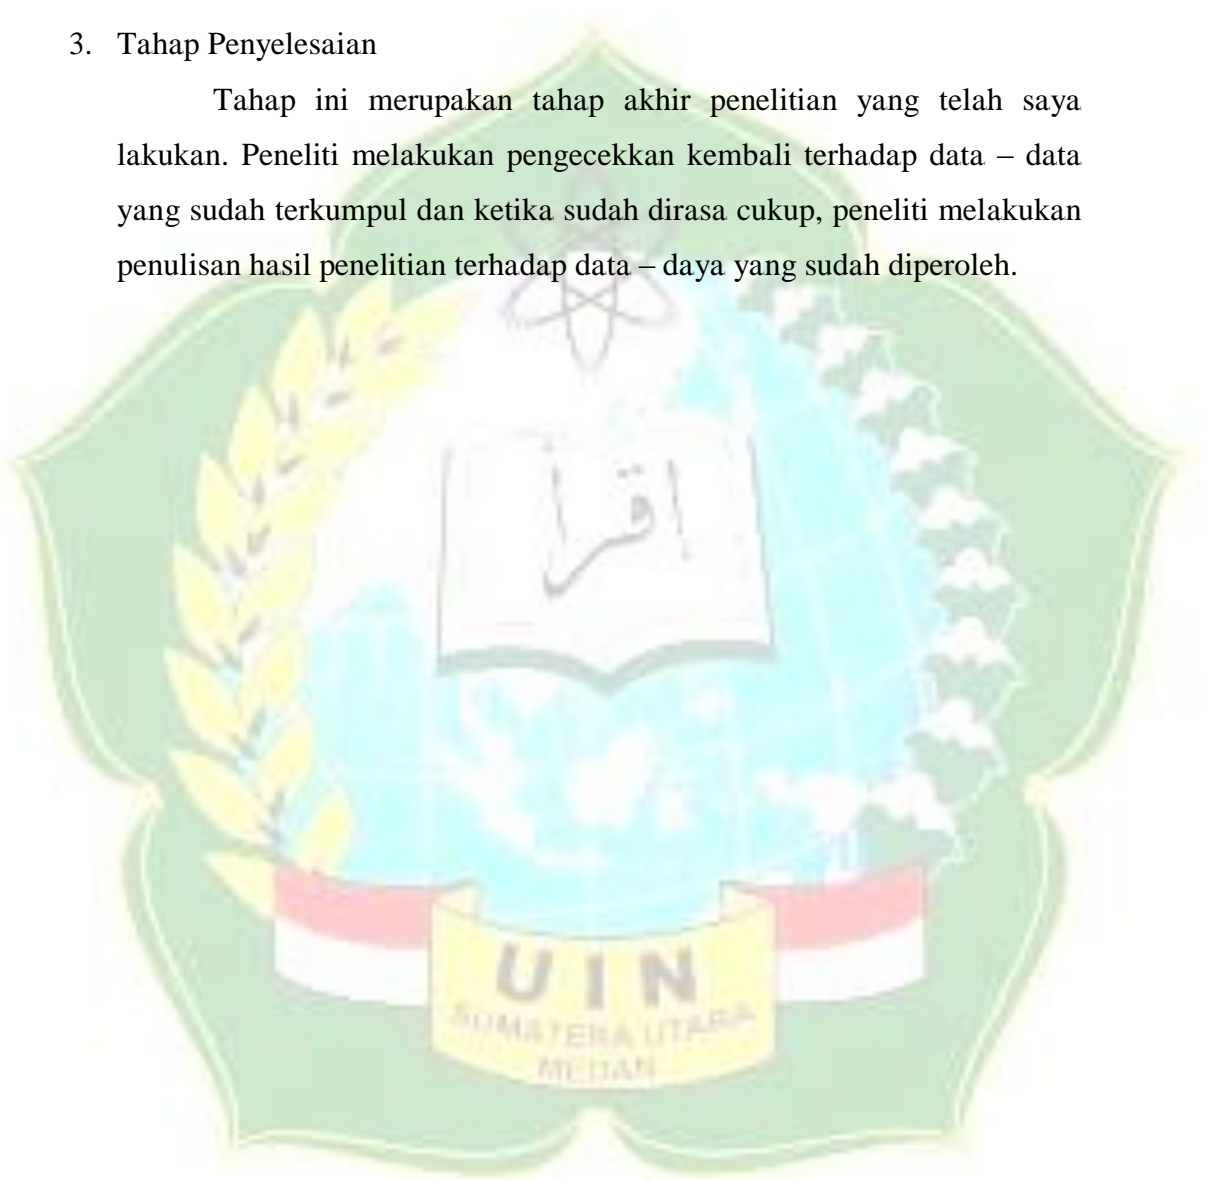 3. Tahap Penyelesaian
Tahap ini merupakan tahap akhir penelitian yang telah saya
lakukan. Peneliti melakukan pengecekkan kembali terhadap data – data
yang sudah terkumpul dan ketika sudah dirasa cukup, peneliti melakukan
penulisan hasil penelitian terhadap data – daya yang sudah diperoleh.
اقرأ
UIN
SUMATERA UTARA
MEDAN